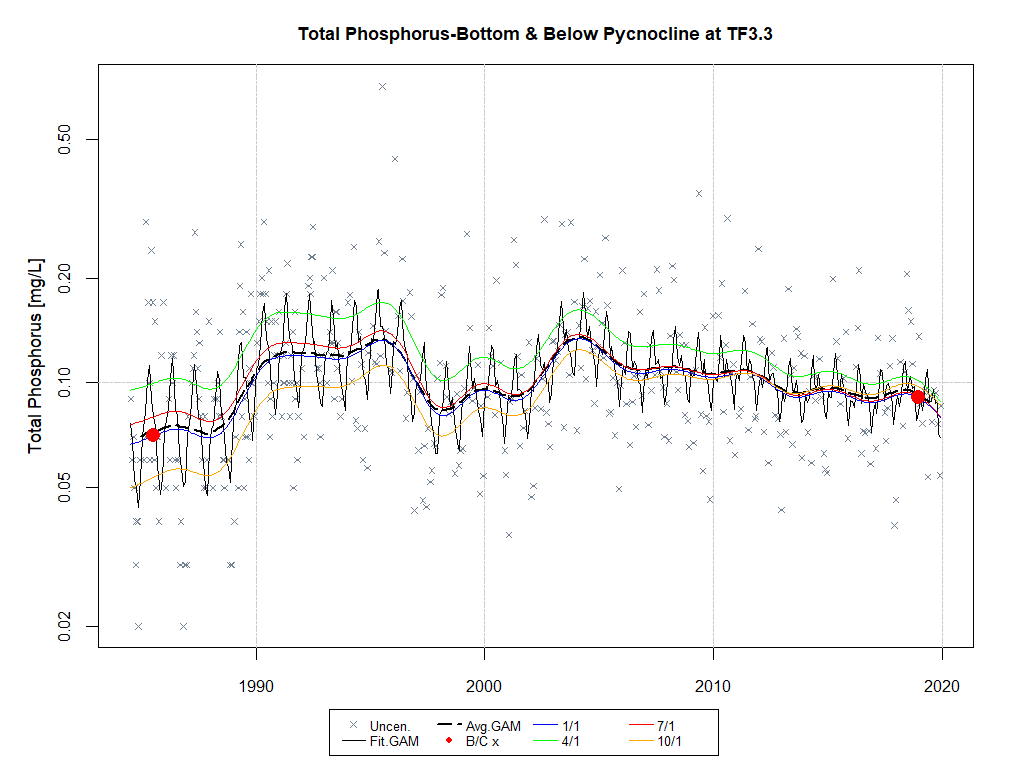 Total Phosphorus-Bottom & Below Pycnocline at TF3.3
Total Phosphorus [mg/L]
0.50
0.20
0.10
0.05
0.02
1990 2000 2010 2020
Uncen. Avg.GAM 1/1 7/1
Fit.GAM B/C x 4/1 10/1